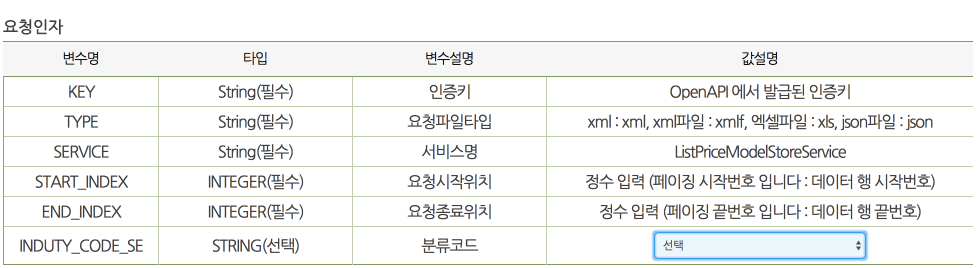 요청인자
변수명 타입 변수설명 값설명
KEY String(필수) 인증키 OpenAPI 에서 발급된 인증키
TYPE String(필수) 요청파일타입 xml : xml, xml파일 : xmlf, 엑셀파일 : xls, json파일 : json
SERVICE String(필수) 서비스명 ListPriceModelStoreService
START_INDEX INTEGER(필수) 요청시작위치 정수 입력 (페이징 시작번호 입니다 : 데이터 행 시작번호)
END_INDEX INTEGER(필수) 요청종료위치 정수 입력 (페이징 끝번호 입니다 : 데이터 행 끝번호)
INDUTY_CODE_SE STRING(선택) 분류코드 선택